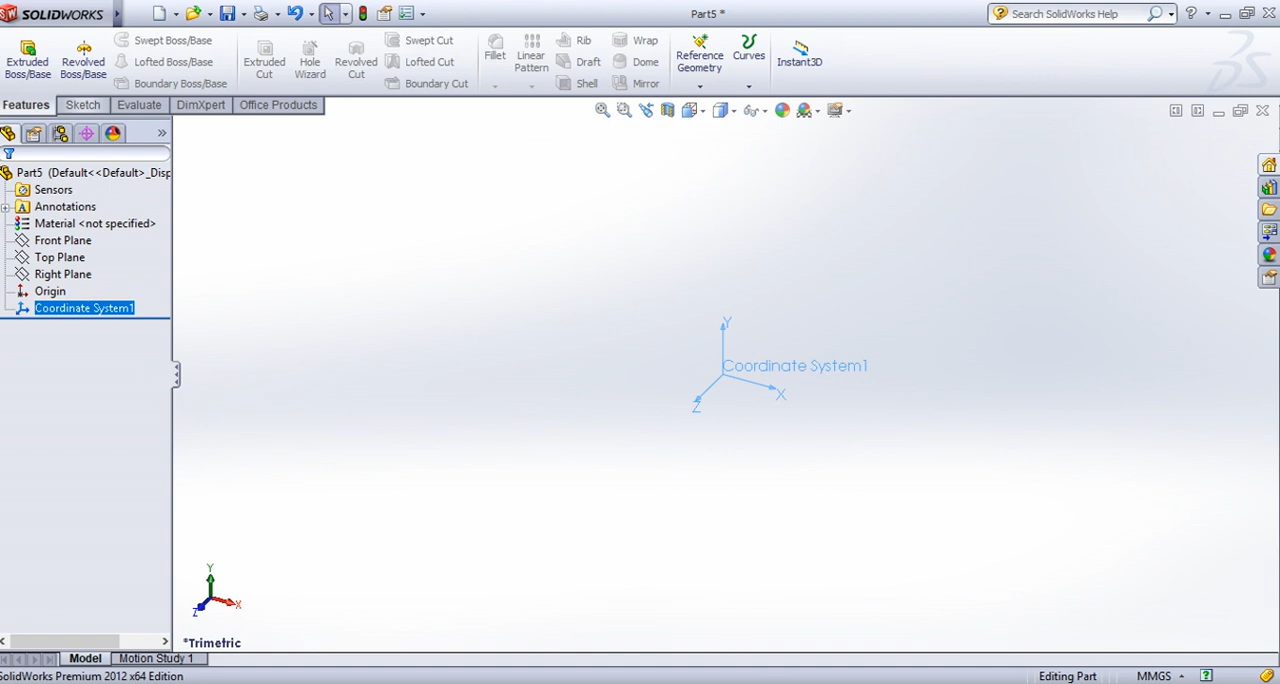 SOLIDWORKS
Part5 *
Search SolidWorks Help
Extruded Boss/Base
Revolved Boss/Base
Swept Boss/Base
Lofted Boss/Base
Boundary Boss/Base
Extruded Cut
Hole Wizard
Revolved Cut
Swept Cut
Lofted Cut
Boundary Cut
Fillet
Linear Pattern
Rib
Draft
Shell
Wrap
Dome
Mirror
Reference Geometry
Curves
Instant3D
Features
Sketch
Evaluate
DimXpert
Office Products
Part5 (Default<<Default>_Disp
Sensors
Annotations
Material <not specified>
Front Plane
Top Plane
Right Plane
Origin
Coordinate System1
Y
Coordinate System1
X
Z
Y
X
Z
*Trimetric
Model
Motion Study 1
SolidWorks Premium 2012 x64 Edition
Editing Part
MMGS